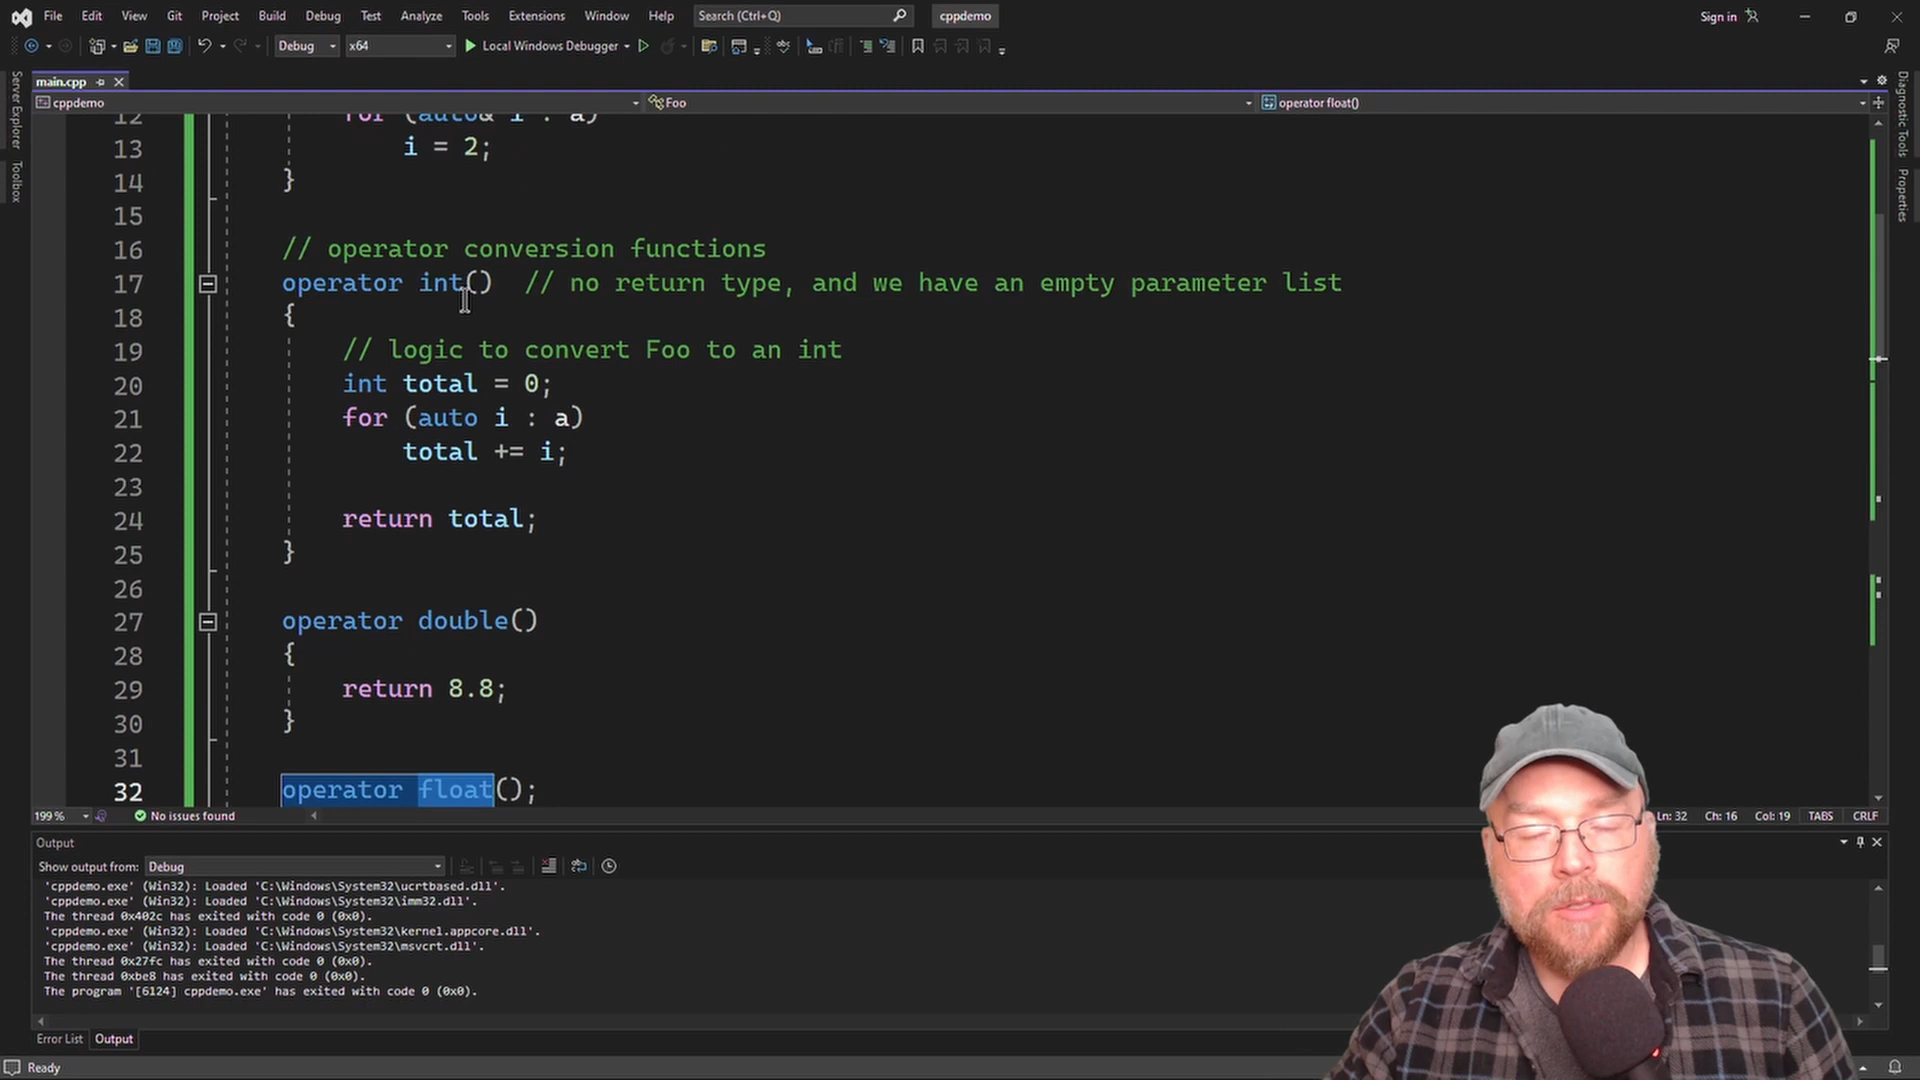 File Edit View Git Project Build Debug Test Analyze Tools Extensions Window Help Search (Ctrl+Q) cppdemo Sign in
Debug x64 Local Windows Debugger
main.cpp
cppdemo Foo operator float()
Server Explorer
Toolbox
Diagnostic Tools
Properties
12 for (auto& i : a)
13 i = 2;
14 }
15
16 // operator conversion functions
17 operator int() // no return type, and we have an empty parameter list
18 {
19 // logic to convert Foo to an int
20 int total = 0;
21 for (auto i : a)
22 total += i;
23
24 return total;
25 }
26
27 operator double()
28 {
29 return 8.8;
30 }
31
32 operator float();
199 % No issues found Ln: 32 Ch: 16 Col: 19 TABS CRLF
Output
Show output from: Debug
'cppdemo.exe' (Win32): Loaded 'C:\Windows\System32\ucrtbased.dll'.
'cppdemo.exe' (Win32): Loaded 'C:\Windows\System32\imm32.dll'.
The thread 0x402c has exited with code 0 (0x0).
'cppdemo.exe' (Win32): Loaded 'C:\Windows\System32\kernel.appcore.dll'.
'cppdemo.exe' (Win32): Loaded 'C:\Windows\System32\msvcrt.dll'.
The thread 0x27fc has exited with code 0 (0x0).
The thread 0xbe8 has exited with code 0 (0x0).
The program '[6124] cppdemo.exe' has exited with code 0 (0x0).
Error List Output
Ready